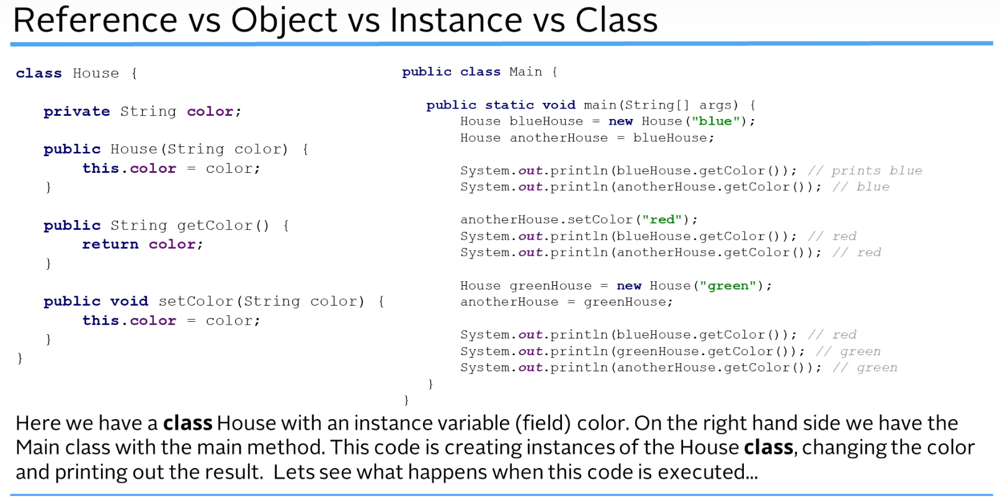 Reference vs Object vs Instance vs Class
class House {
private String color;
public House(String color) {
this.color = color;
}
public String getColor() {
return color;
}
public void setColor(String color) {
this.color = color;
}
}
public class Main {
public static void main(String[] args) {
House blueHouse = new House("blue");
House anotherHouse = blueHouse;
System.out.println(blueHouse.getColor()); // prints blue
System.out.println(anotherHouse.getColor()); // blue
anotherHouse.setColor("red");
System.out.println(blueHouse.getColor()); // red
System.out.println(anotherHouse.getColor()); // red
House greenHouse = new House("green");
anotherHouse = greenHouse;
System.out.println(blueHouse.getColor()); // red
System.out.println(greenHouse.getColor()); // green
System.out.println(anotherHouse.getColor()); // green
}
}
Here we have a class House with an instance variable (field) color. On the right hand side we have the
Main class with the main method. This code is creating instances of the House class, changing the color
and printing out the result.  Lets see what happens when this code is executed...